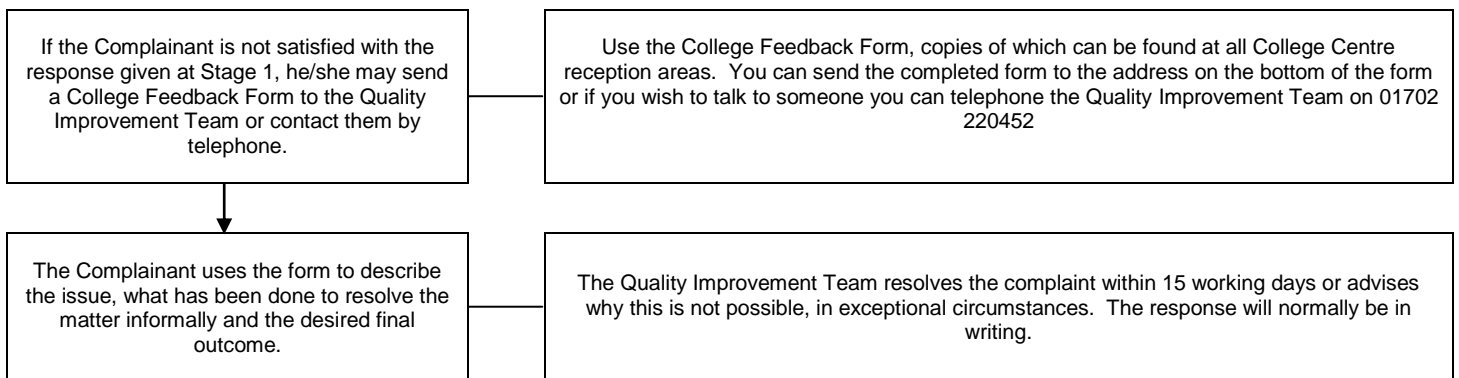 If the Complainant is not satisfied with the
response given at Stage 1, he/she may send
a College Feedback Form to the Quality
Improvement Team or contact them by
telephone.
Use the College Feedback Form, copies of which can be found at all College Centre
reception areas.  You can send the completed form to the address on the bottom of the form
or if you wish to talk to someone you can telephone the Quality Improvement Team on 01702
220452
The Complainant uses the form to describe
the issue, what has been done to resolve the
matter informally and the desired final
outcome.
The Quality Improvement Team resolves the complaint within 15 working days or advises
why this is not possible, in exceptional circumstances.  The response will normally be in
writing.